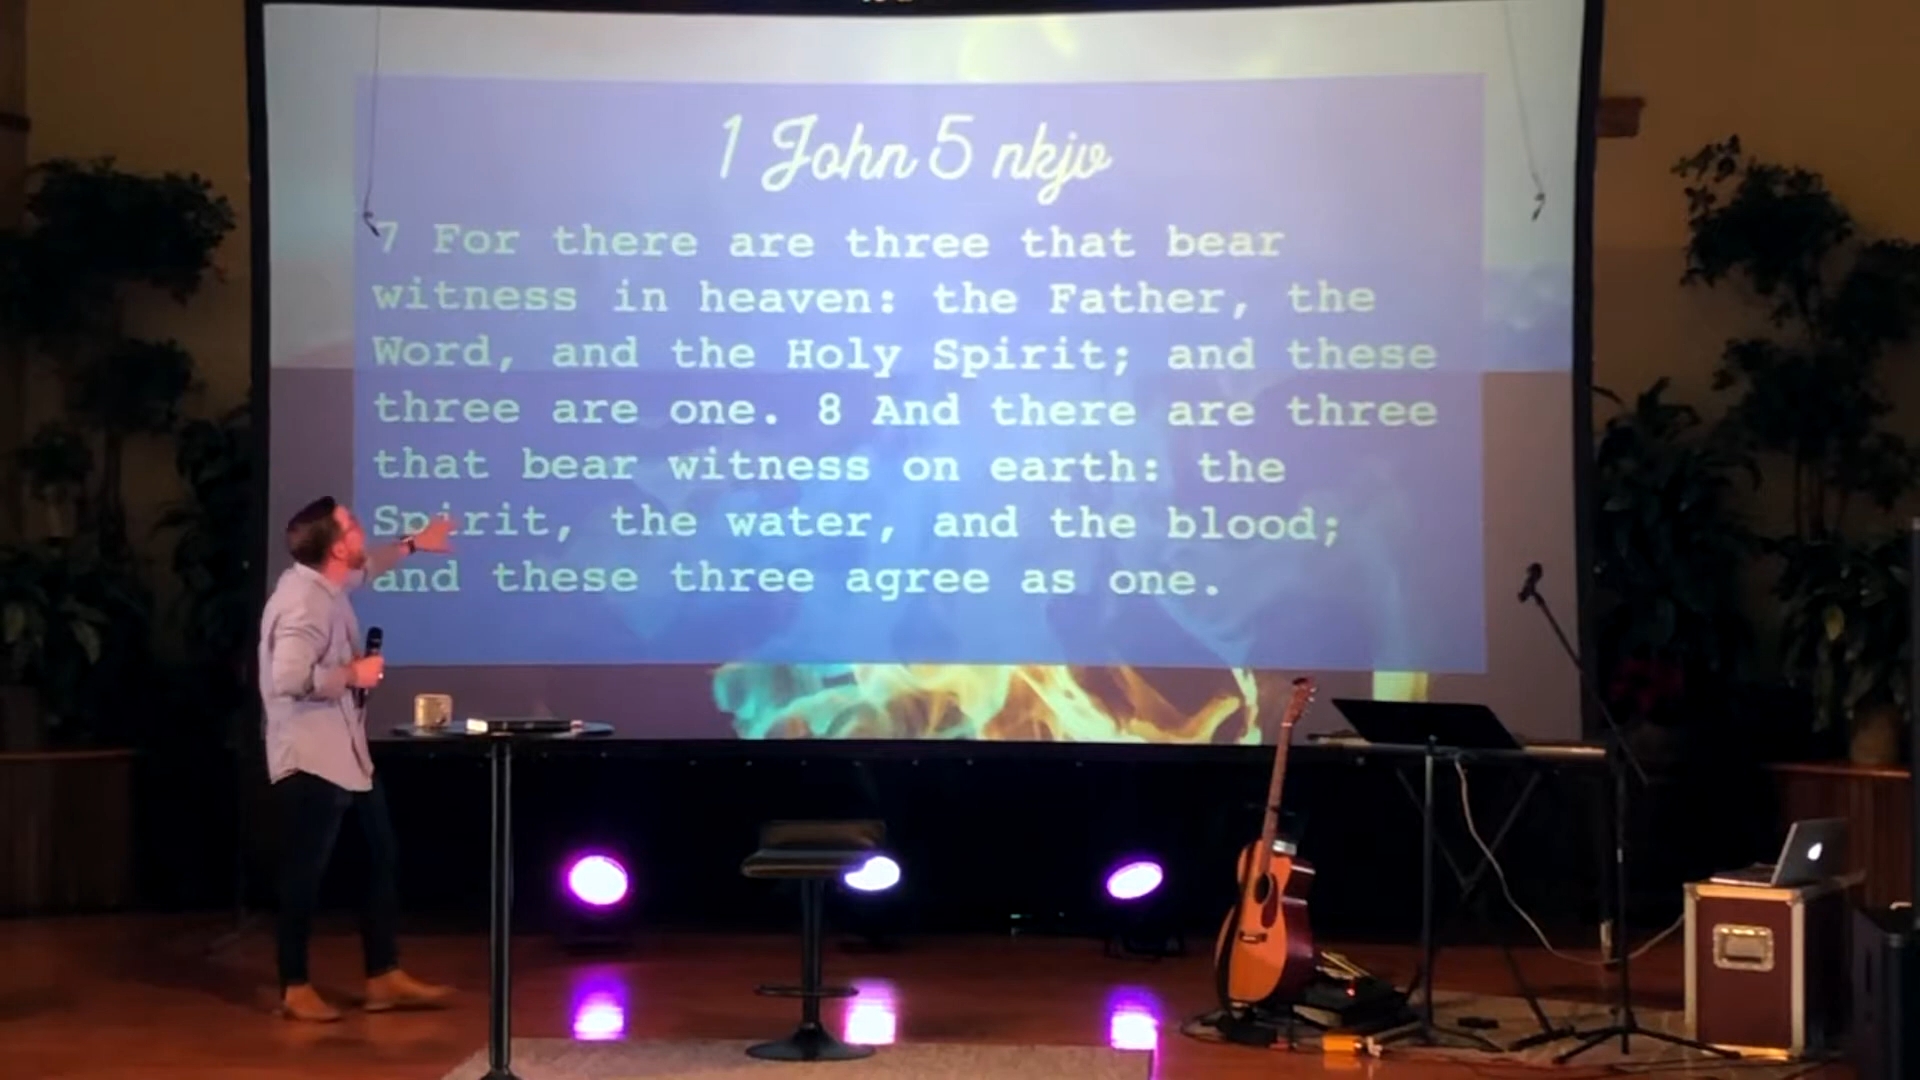 1 John 5 nkjv
7 For there are three that bear
witness in heaven: the Father, the
Word, and the Holy Spirit; and these
three are one. 8 And there are three
that bear witness on earth: the
Spirit, the water, and the blood;
and these three agree as one.